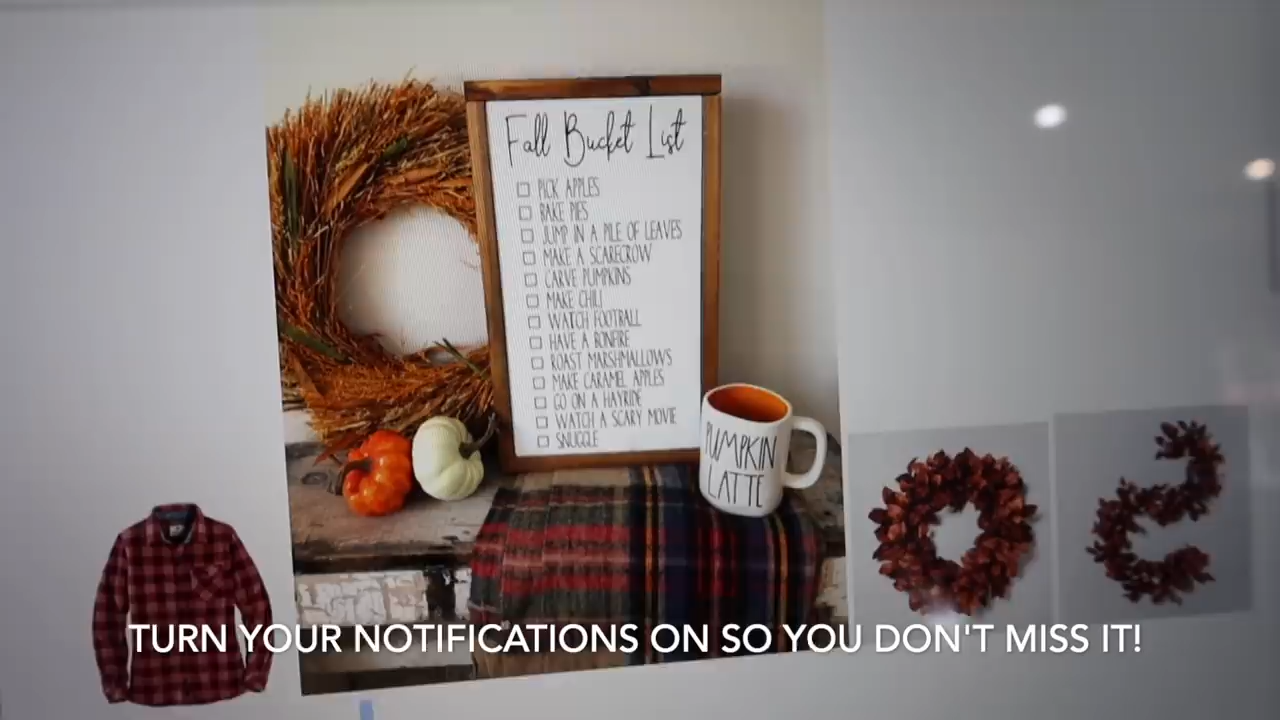 Fall Bucket List
PICK APPLES
BAKE PIES
JUMP IN A PILE OF LEAVES
MAKE A SCARECROW
CARVE PUMPKINS
MAKE CHILI
WATCH FOOTBALL
HAVE A BONFIRE
ROAST MARSHMALLOWS
MAKE CARAMEL APPLES
GO ON A HAYRIDE
WATCH A SCARY MOVIE
SNUGGLE
PUMPKIN
LATTE
TURN YOUR NOTIFICATIONS ON SO YOU DON'T MISS IT!